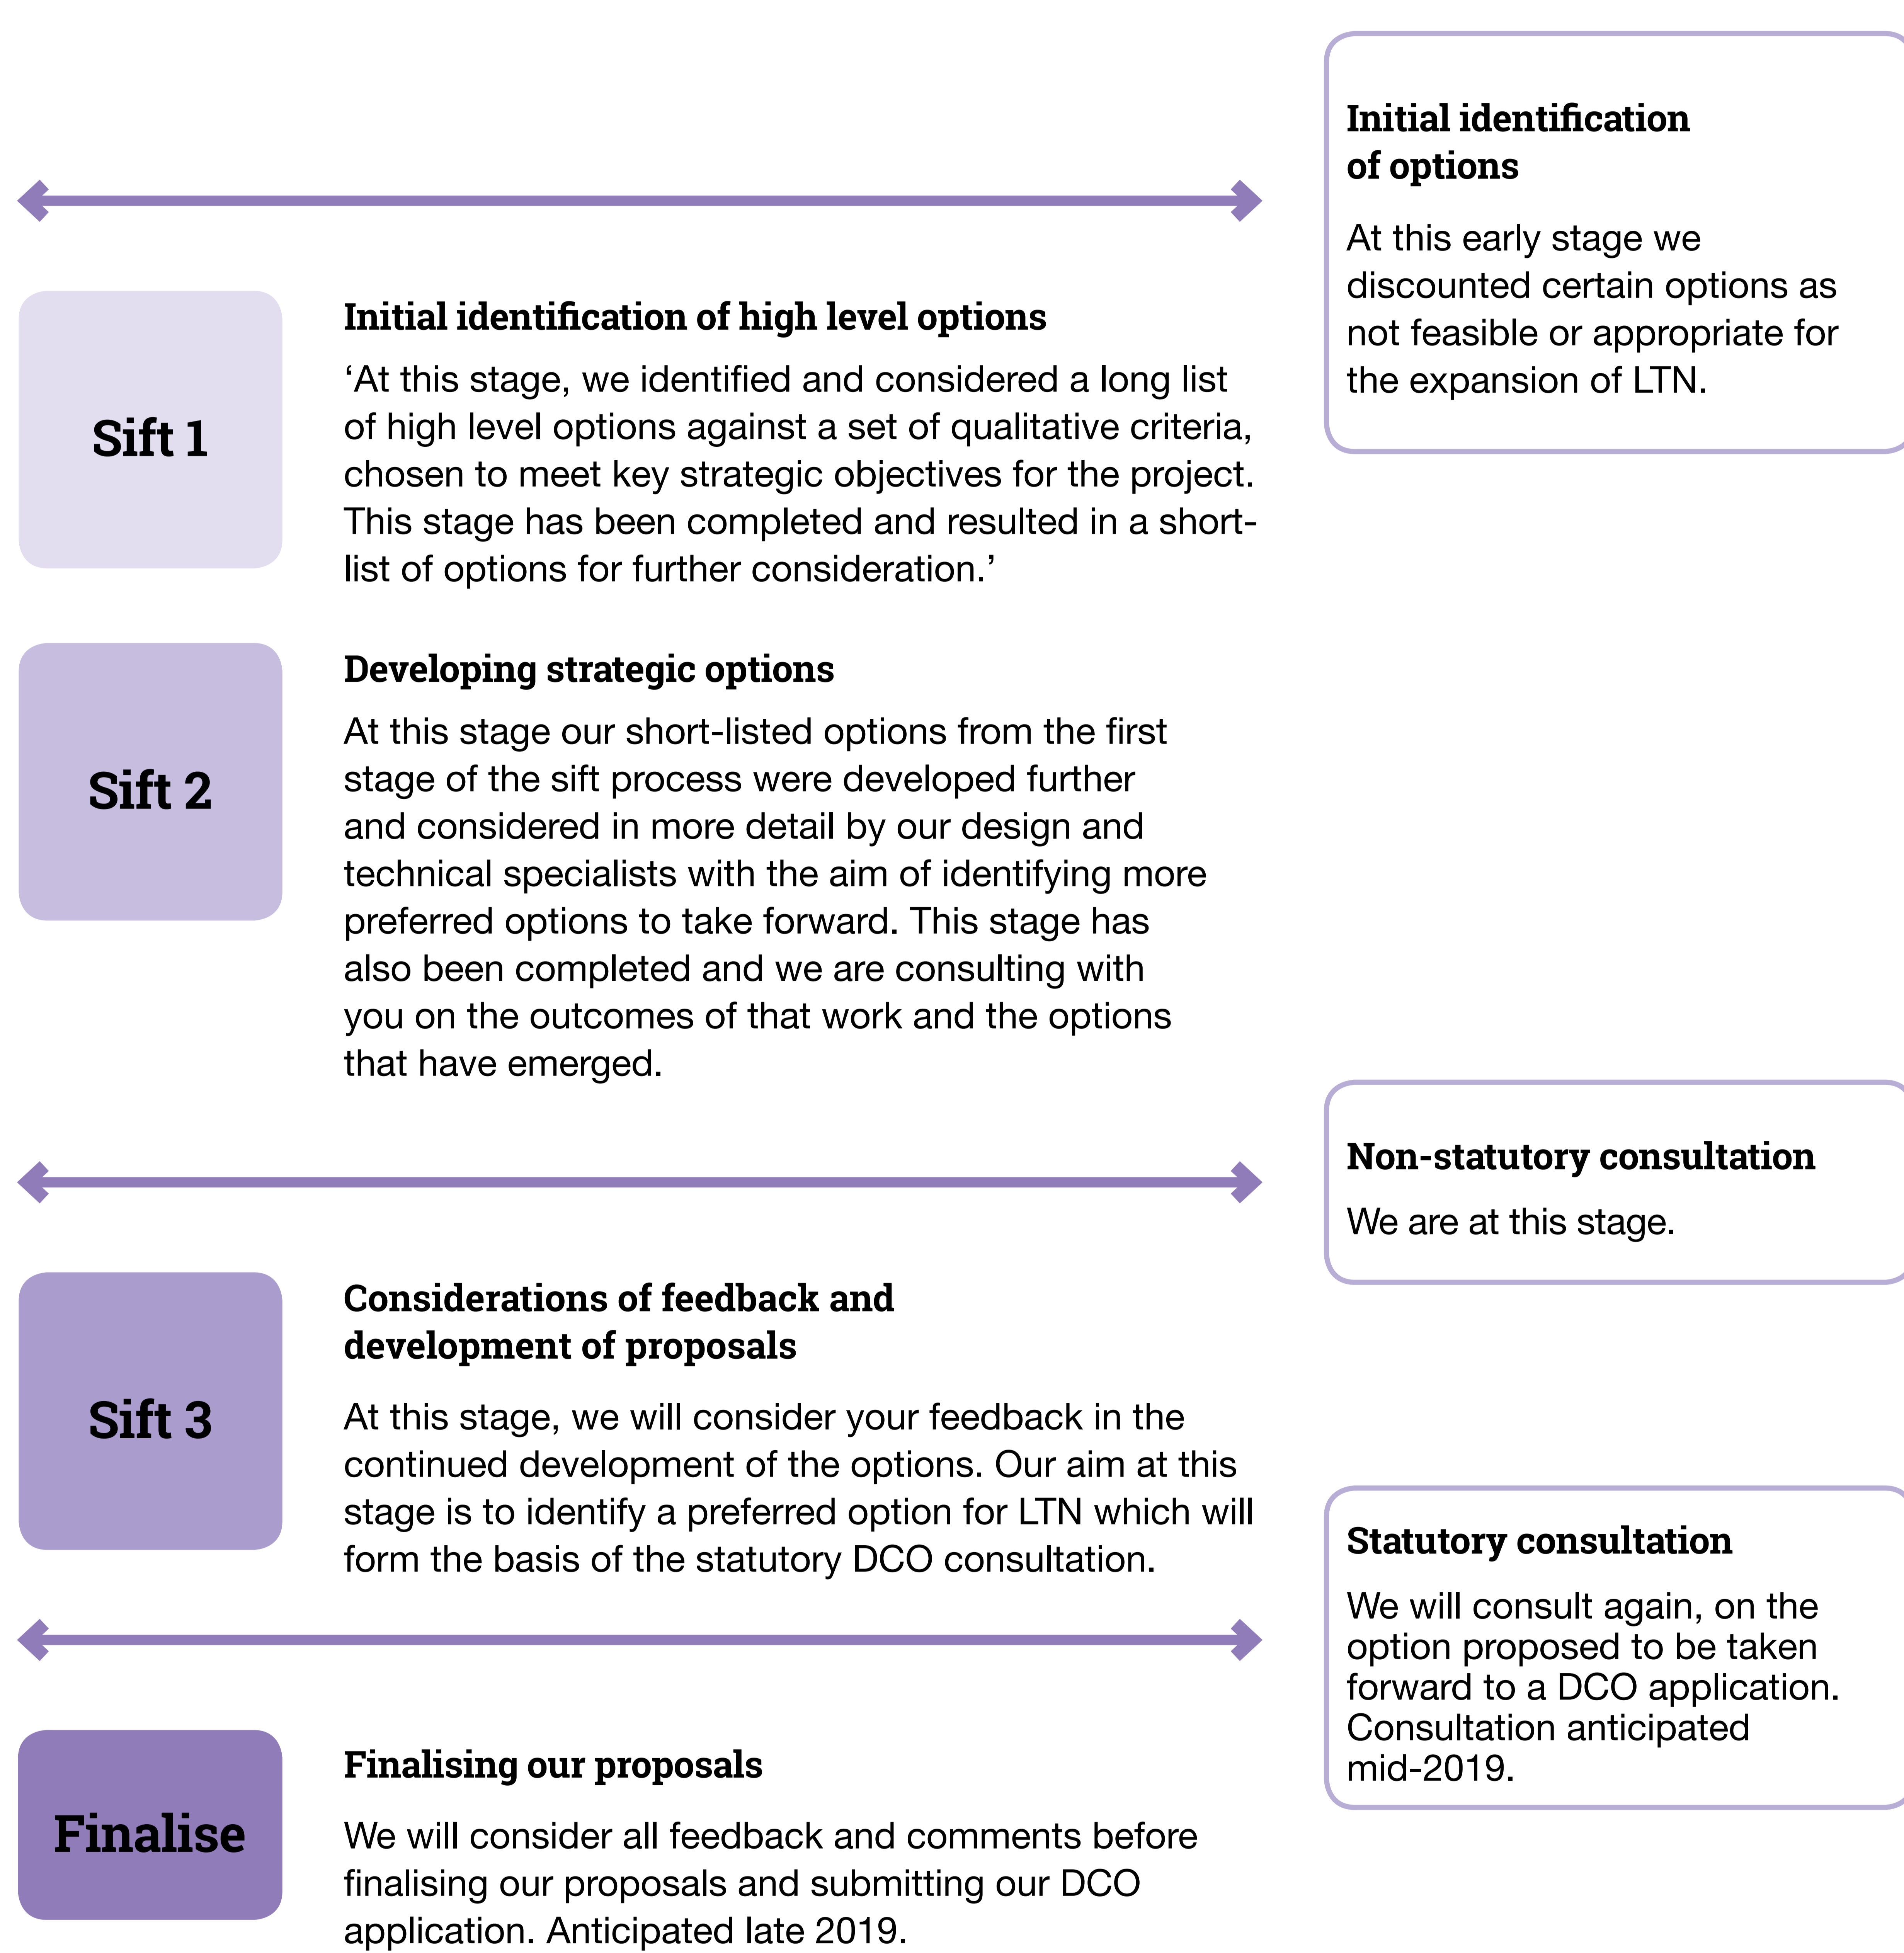 Initial identification
of options
At this early stage we
discounted certain options as
not feasible or appropriate for
the expansion of LTN.
Sift 1
Initial identification of high level options
‘At this stage, we identified and considered a long list
of high level options against a set of qualitative criteria,
chosen to meet key strategic objectives for the project.
This stage has been completed and resulted in a short-
list of options for further consideration.’
Sift 2
Developing strategic options
At this stage our short-listed options from the first
stage of the sift process were developed further
and considered in more detail by our design and
technical specialists with the aim of identifying more
preferred options to take forward. This stage has
also been completed and we are consulting with
you on the outcomes of that work and the options
that have emerged.
Non-statutory consultation
We are at this stage.
Sift 3
Considerations of feedback and
development of proposals
At this stage, we will consider your feedback in the
continued development of the options. Our aim at this
stage is to identify a preferred option for LTN which will
form the basis of the statutory DCO consultation.
Statutory consultation
We will consult again, on the
option proposed to be taken
forward to a DCO application.
Consultation anticipated
mid-2019.
Finalise
Finalising our proposals
We will consider all feedback and comments before
finalising our proposals and submitting our DCO
application. Anticipated late 2019.